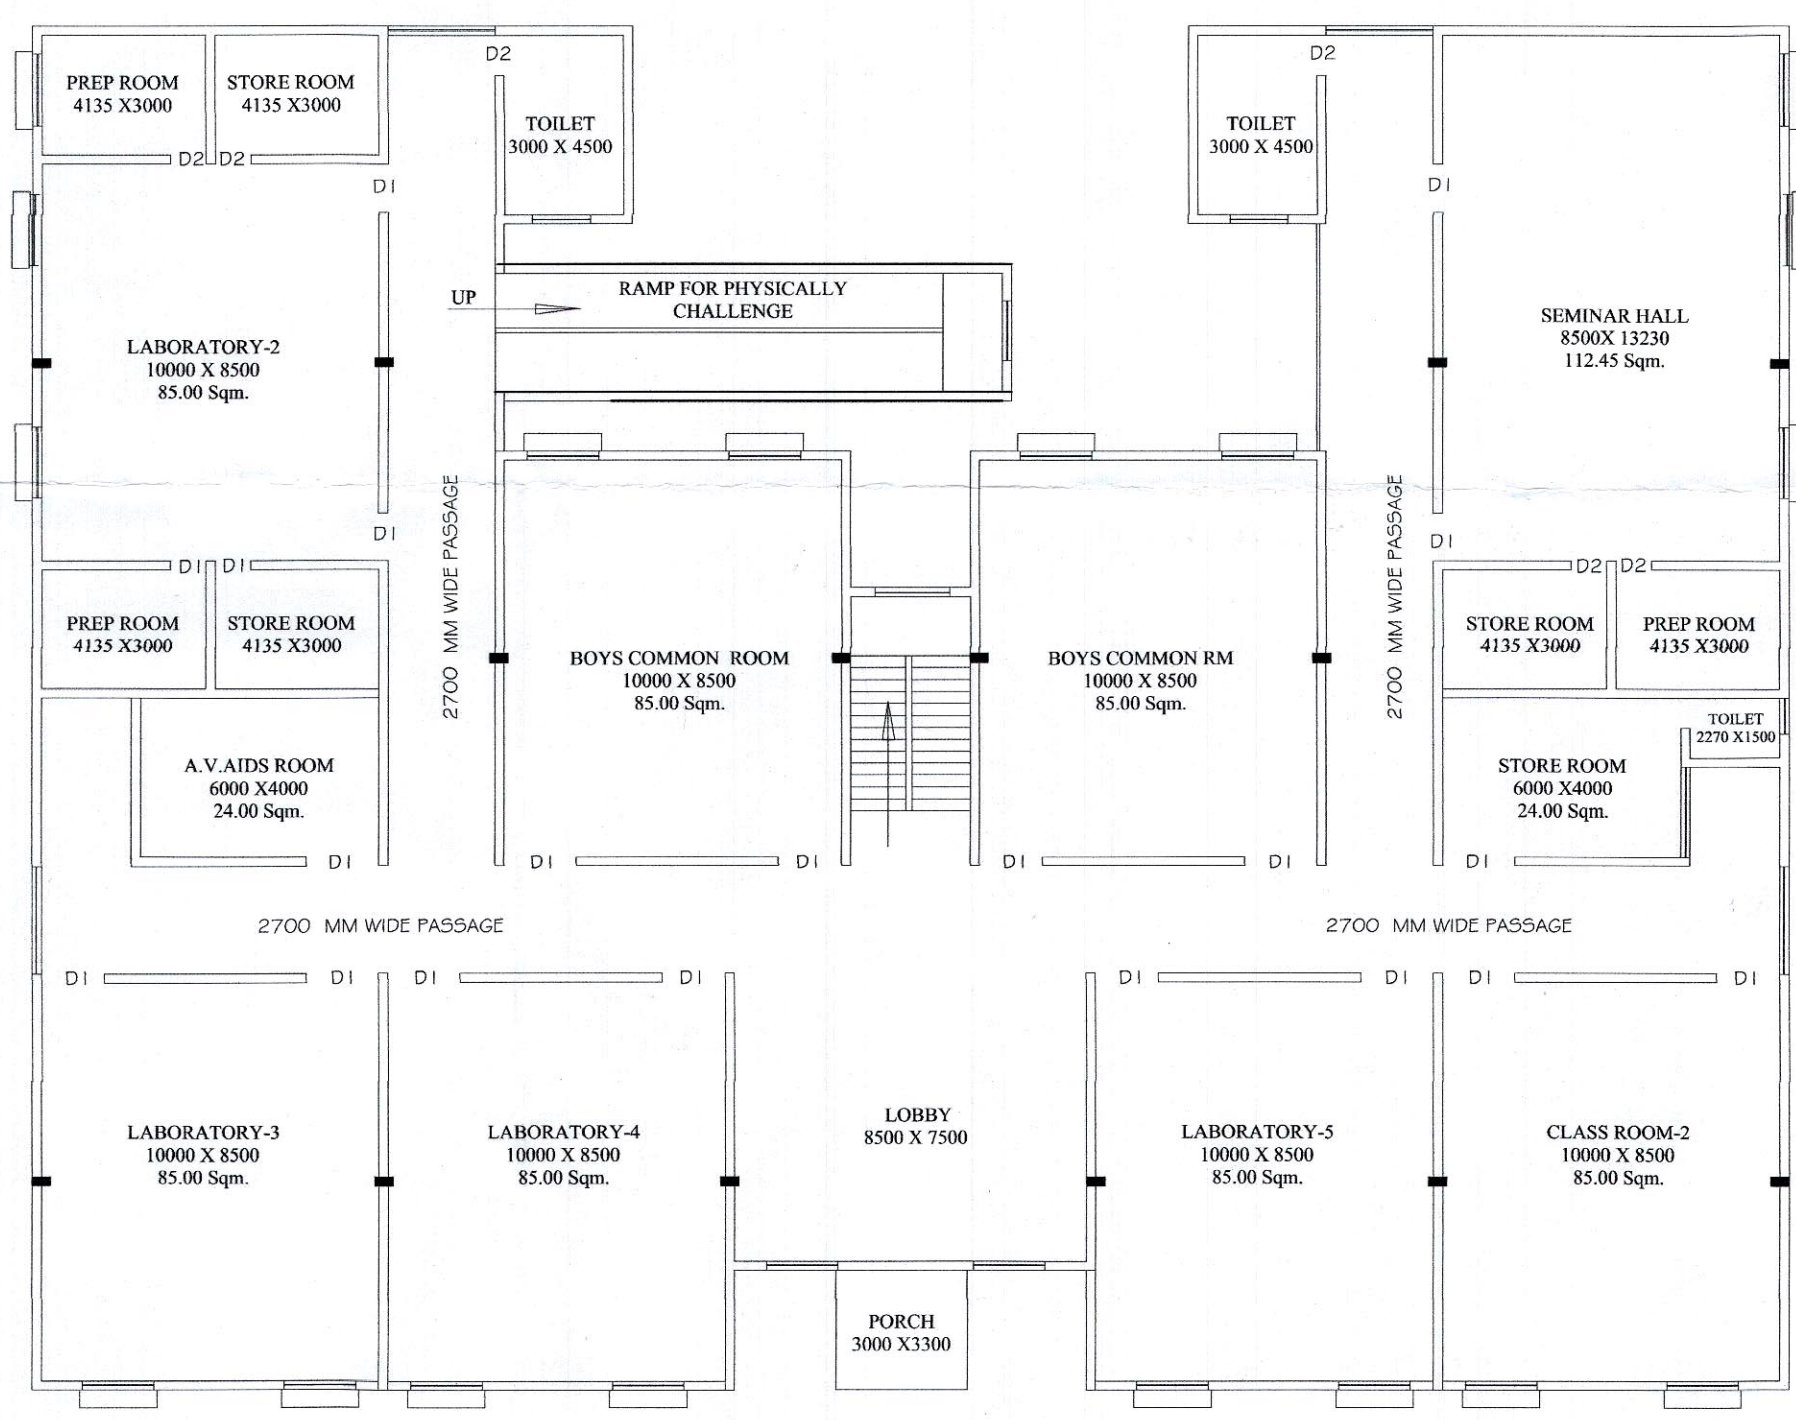 D2
D2
PREP ROOM
4135 X3000
STORE ROOM
4135 X3000
TOILET
3000 X 4500
TOILET
3000 X 4500
D2
D2
D1
D1
UP
RAMP FOR PHYSICALLY
CHALLENGE
SEMINAR HALL
8500X 13230
112.45 Sqm.
LABORATORY-2
10000 X 8500
85.00 Sqm.
D1
D1
D1
D1
D2
D2
2700 MM WIDE PASSAGE
2700 MM WIDE PASSAGE
PREP ROOM
4135 X3000
STORE ROOM
4135 X3000
STORE ROOM
4135 X3000
PREP ROOM
4135 X3000
BOYS COMMON ROOM
10000 X 8500
85.00 Sqm.
BOYS COMMON RM
10000 X 8500
85.00 Sqm.
TOILET
2270 X1500
A.V.AIDS ROOM
6000 X4000
24.00 Sqm.
STORE ROOM
6000 X4000
24.00 Sqm.
D1
D1
D1
D1
D1
D1
2700 MM WIDE PASSAGE
2700 MM WIDE PASSAGE
D1
D1
D1
D1
D1
D1
D1
D1
LABORATORY-3
10000 X 8500
85.00 Sqm.
LABORATORY-4
10000 X 8500
85.00 Sqm.
LOBBY
8500 X 7500
LABORATORY-5
10000 X 8500
85.00 Sqm.
CLASS ROOM-2
10000 X 8500
85.00 Sqm.
PORCH
3000 X3300